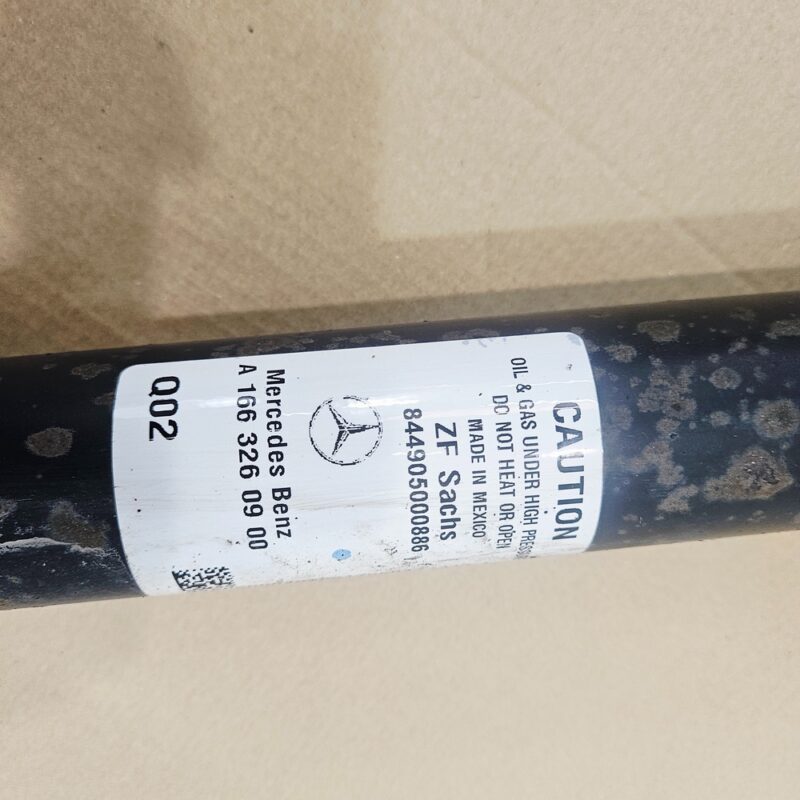 CAUTION
OIL & GAS UNDER HIGH
DO NOT HEAT OR OPEN
MADE IN MEXICO
ZF Sachs
844905000886
Mercedes Benz
A 166 326 09 00
Q02